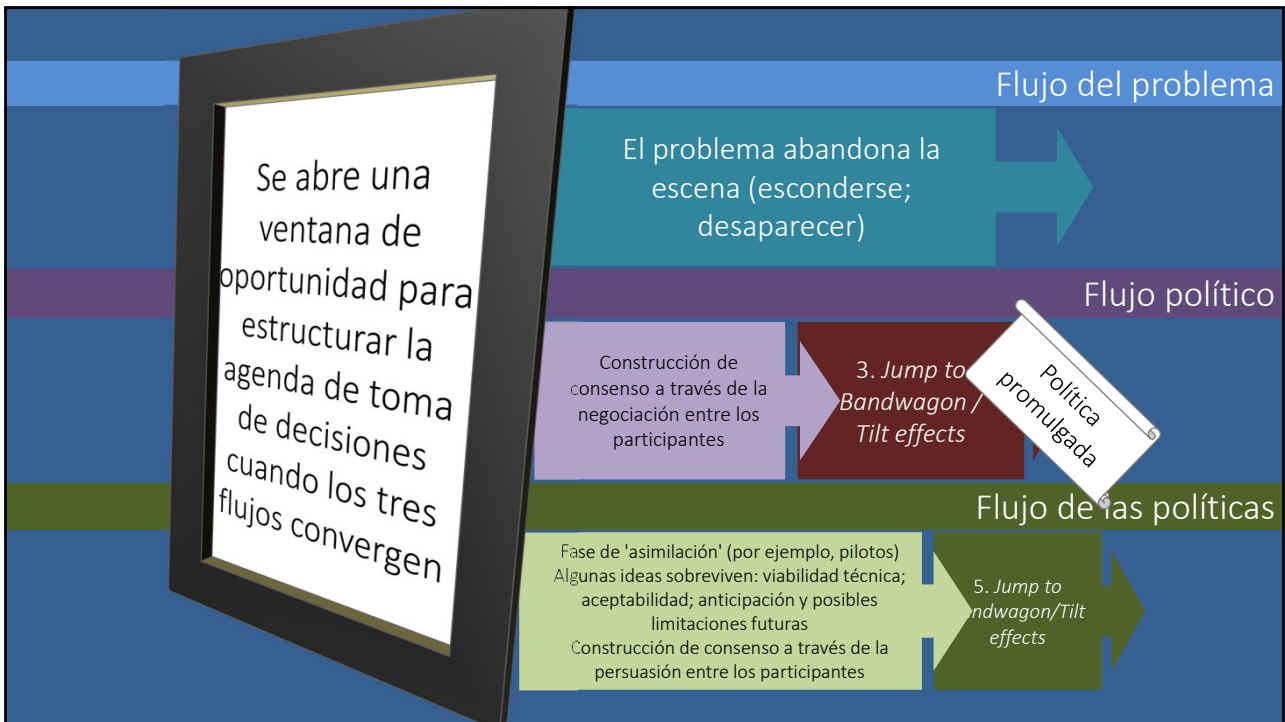 Se abre una
ventana de
oportunidad para
estructurar la
agenda de toma
de decisiones
cuando los tres
flujos convergen
Flujo del problema
El problema abandona la
escena (esconderse;
desaparecer)
Flujo político
Construcción de
consenso a través de la
negociación entre los
participantes
3. Jump to
Bandwagon /
Tilt effects
Política
promulgada
Flujo de las políticas
Fase de 'asimilación' (por ejemplo, pilotos)
Algunas ideas sobreviven: viabilidad técnica;
aceptabilidad; anticipación y posibles
limitaciones futuras
Construcción de consenso a través de la
persuasión entre los participantes
5. Jump to
ndwagon/Tilt
effects